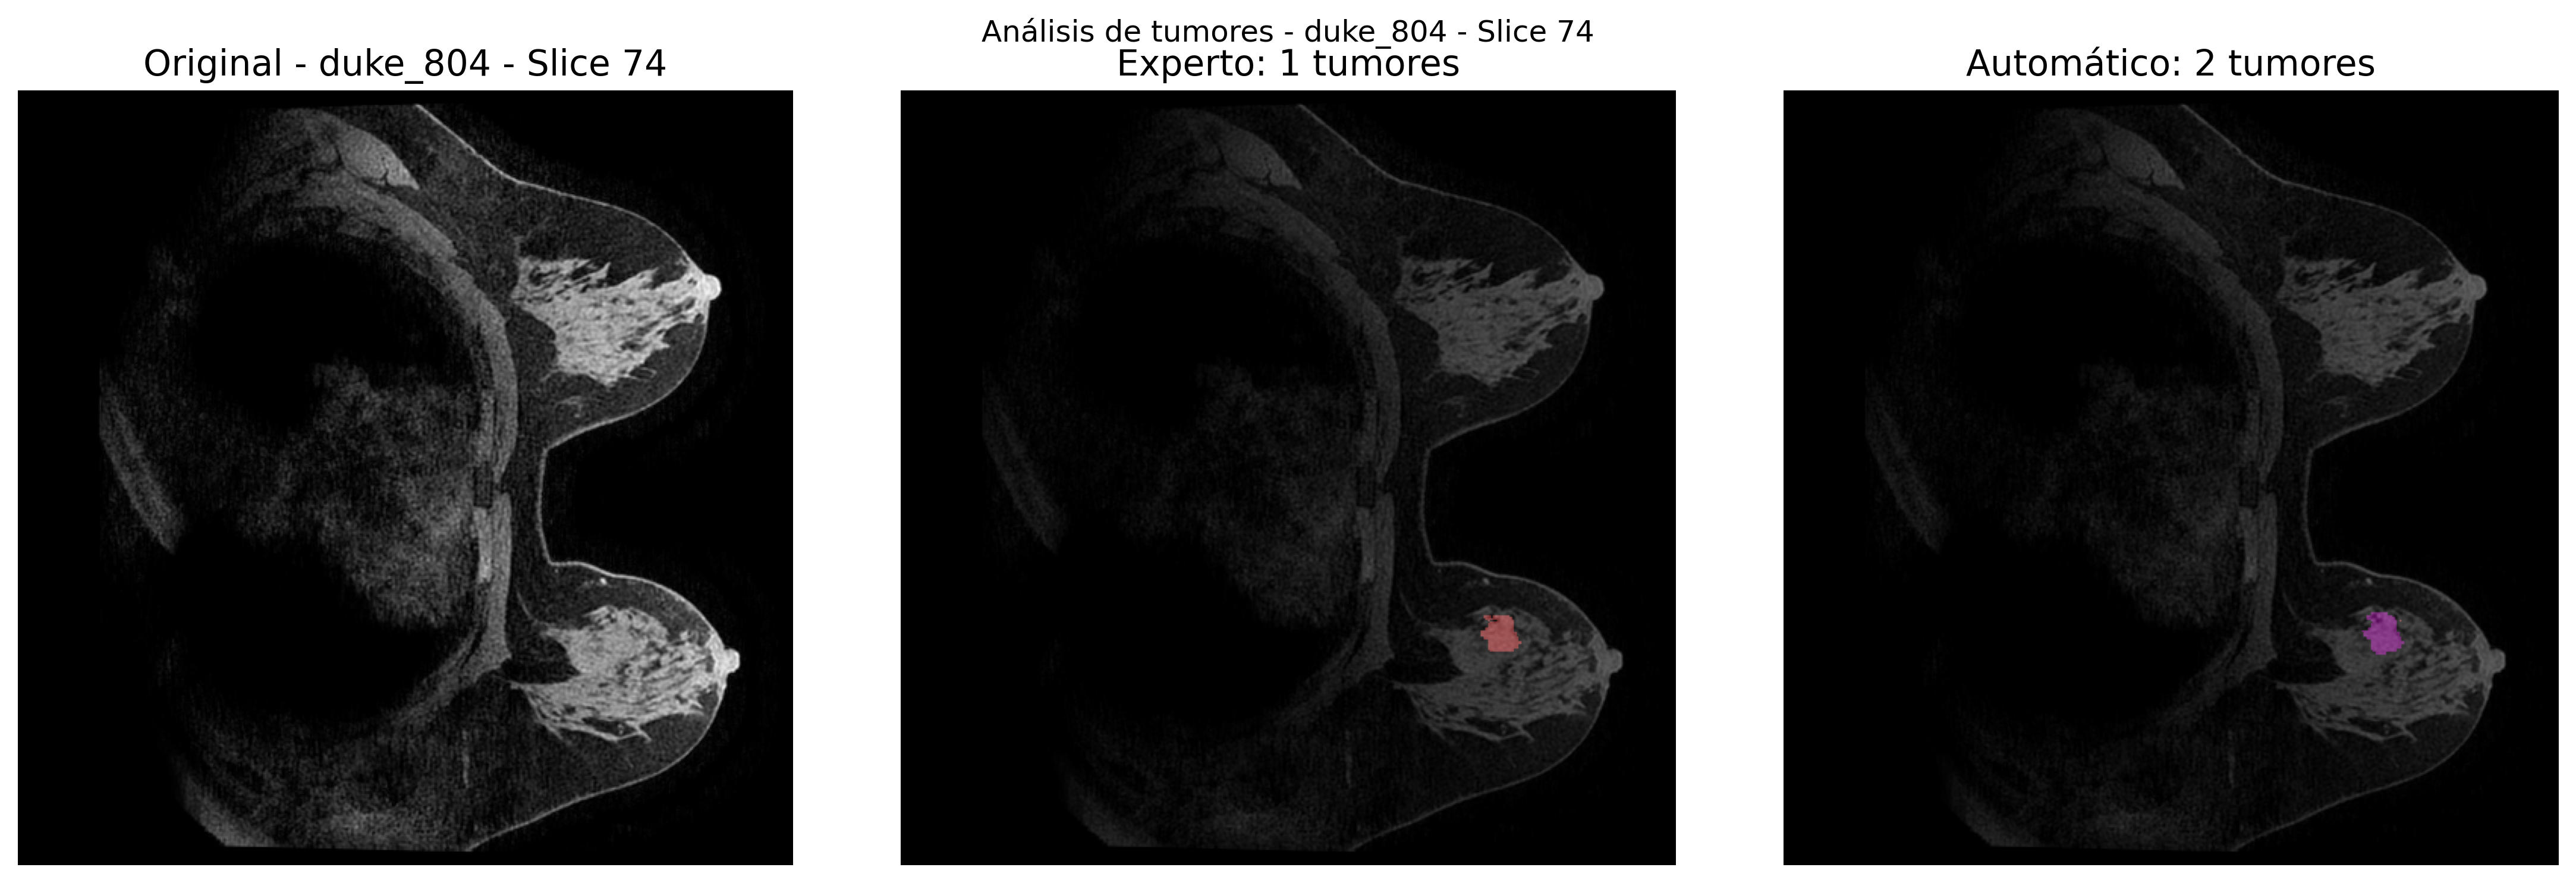 Análisis de tumores - duke_804 - Slice 74
Original - duke_804 - Slice 74
Experto: 1 tumores
Automático: 2 tumores